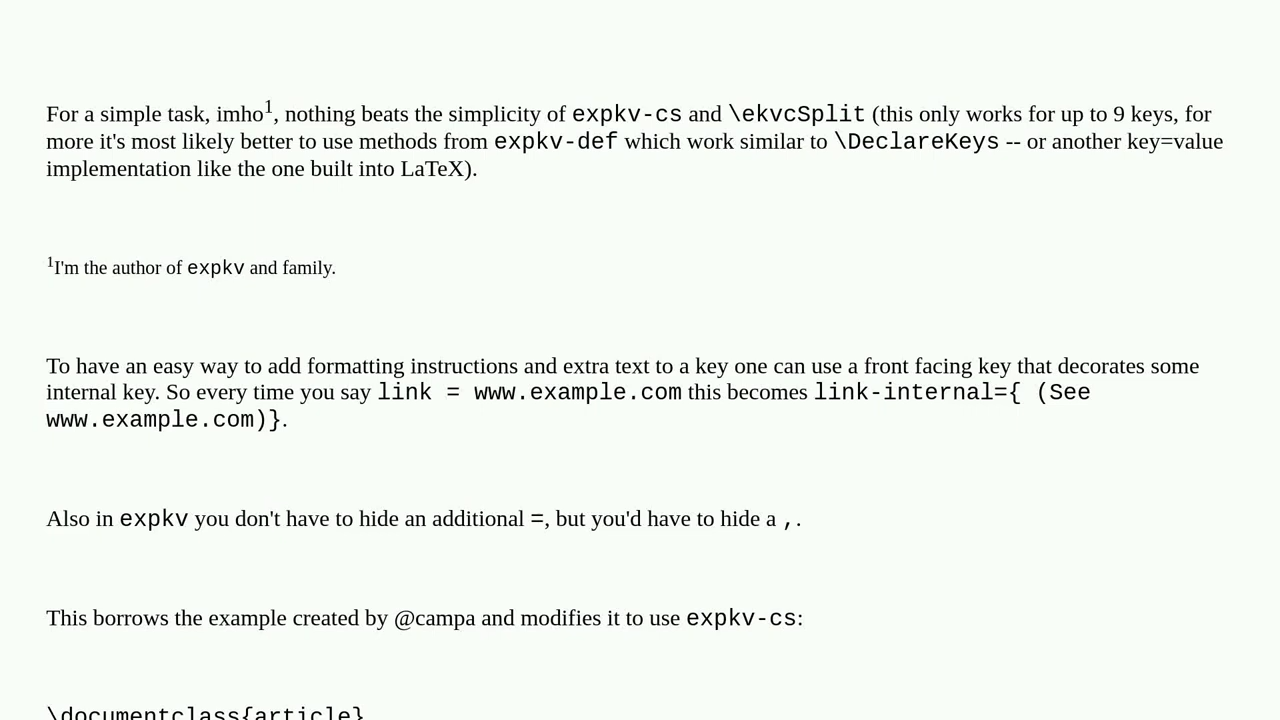 For a simple task, imho1, nothing beats the simplicity of expkv-cs and \ekvcSplit (this only works for up to 9 keys, for
more it's most likely better to use methods from expkv-def which work similar to \DeclareKeys -- or another key=value
implementation like the one built into LaTeX).
1I'm the author of expkv and family.
To have an easy way to add formatting instructions and extra text to a key one can use a front facing key that decorates some
internal key. So every time you say link = www.example.com this becomes link-internal={ (See
www.example.com)}.
Also in expkv you don't have to hide an additional =, but you'd have to hide a ,.
This borrows the example created by @campa and modifies it to use expkv-cs:
\documentclass{article}